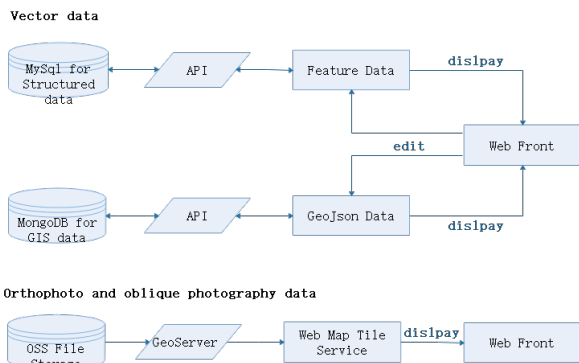 Vector data
MySql for
Structured
data
API
Feature Data
dislpay
Web Front
edit
MongoDB for
GIS data
API
GeoJson Data
dislpay
Orthophoto and oblique photography data
OSS File
GeoServer
Web Map Tile
Service
dislpay
Web Front